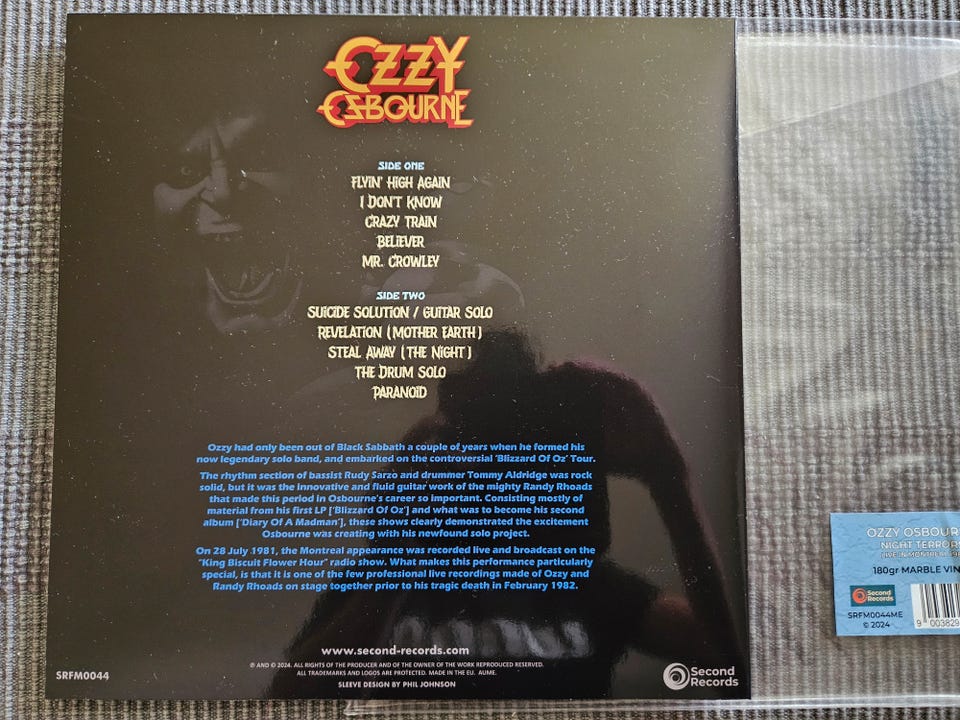 OZZY
OSBOURNE
SIDE ONE
FLYIN' HIGH AGAIN
I DON'T KNOW
CRAZY TRAIN
BELIEVER
MR. CROWLEY
SIDE TWO
SUICIDE SOLUTION / GUITAR SOLO
REVELATION (MOTHER EARTH)
STEAL AWAY (THE NIGHT)
THE DRUM SOLO
PARANOID
Ozzy had only been out of Black Sabbath a couple of years when he formed his
now legendary solo band, and embarked on the controversial 'Blizzard Of Oz' Tour.
The rhythm section of bassist Rudy Sarzo and drummer Tommy Aldridge was rock
solid, but it was the innovative and fluid guitar work of the mighty Randy Rhoads
that made this period in Osbourne's career so important. Consisting mostly of
material from his first LP ['Blizzard Of Oz'] and what was to become his second
album ['Diary Of A Madman'], these shows clearly demonstrated the excitement
Osbourne was creating with his newfound solo project.
On 28 July 1981, the Montreal appearance was recorded live and broadcast on the
"King Biscuit Flower Hour" radio show. What makes this performance particularly
special, is that it is one of the few professional live recordings made of Ozzy and
Randy Rhoads on stage together prior to his tragic death in February 1982.
www.second-records.com
℗ AND © 2024. ALL RIGHTS OF THE PRODUCER AND OF THE OWNER OF THE WORK REPRODUCED RESERVED.
ALL TRADEMARKS AND LOGOS ARE PROTECTED. MADE IN THE EU. AUME.
SLEEVE DESIGN BY PHIL JOHNSON
SRFM0044
Second
Records
OZZY OSBOUR
NIGHT TERROR
LIVE IN MONTREAL
180gr MARBLE VIN
Second
Records
SRFM0044ME
© 2024
9 003829